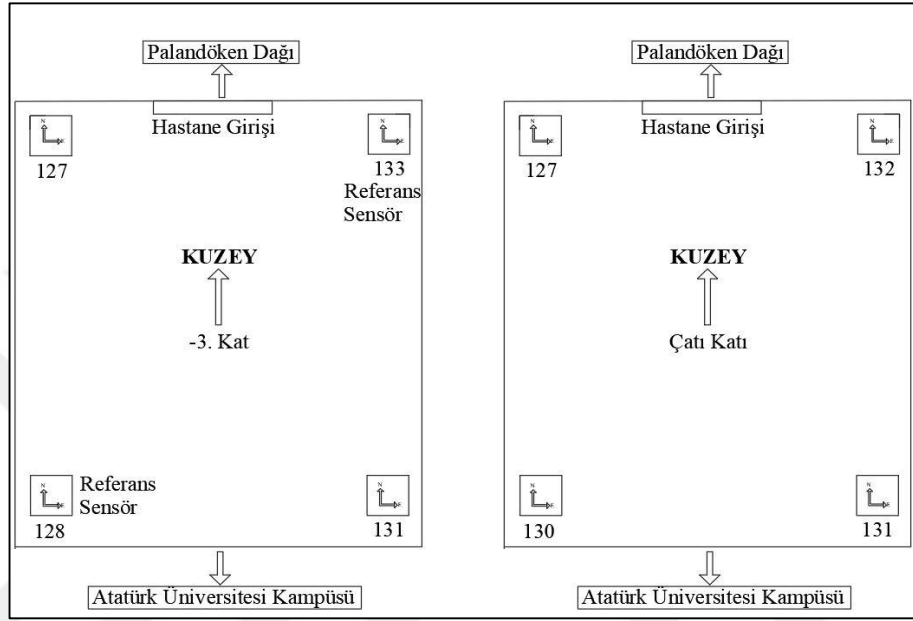 Palandöken Dağı
Hastane Girişi
N
E
127
N
E
133
Referans
Sensör
KUZEY
-3. Kat
N
E
128
Referans
Sensör
N
E
131
Atatürk Üniversitesi Kampüsü
Palandöken Dağı
Hastane Girişi
N
E
127
N
E
132
KUZEY
Çatı Katı
N
E
130
N
E
131
Atatürk Üniversitesi Kampüsü